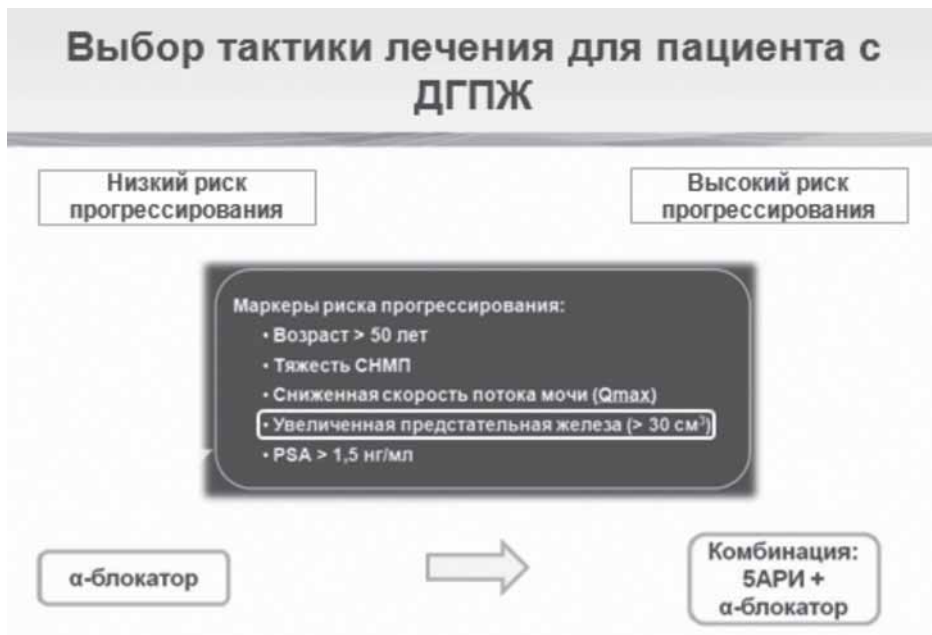 Выбор тактики лечения для пациента с
ДГПЖ
Низкий риск
прогрессирования
Высокий риск
прогрессирования
Маркеры риска прогрессирования:
• Возраст > 50 лет
• Тяжесть СНМП
• Сниженная скорость потока мочи (Qmax)
• Увеличенная предстательная железа (> 30 см³)
• PSA > 1,5 нг/мл
α-блокатор
Комбинация:
5АРИ +
α-блокатор